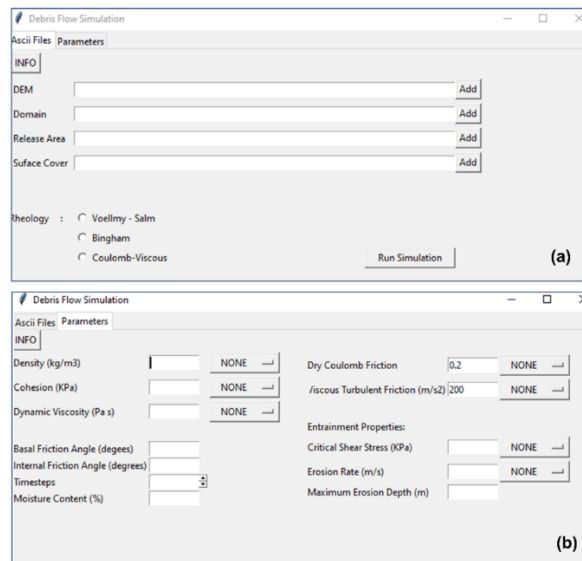 Debris Flow Simulation
Ascii Files Parameters
INFO
DEM Add
Domain Add
Release Area Add
Suface Cover Add
Rheology : Voellmy - Salm
Bingham
Coulomb-Viscous
Run Simulation
(a)
Debris Flow Simulation
Ascii Files Parameters
INFO
Density (kg/m3) NONE
Cohesion (KPa) NONE
Dynamic Viscosity (Pa s) NONE
Basal Friction Angle (degees)
Internal Friction Angle (degrees)
Timesteps
Moisture Content (%)
Dry Coulomb Friction 0.2 NONE
/iscous Turbulent Friction (m/s2) 200 NONE
Entrainment Properties:
Critical Shear Stress (KPa) NONE
Erosion Rate (m/s) NONE
Maximum Erosion Depth (m)
(b)